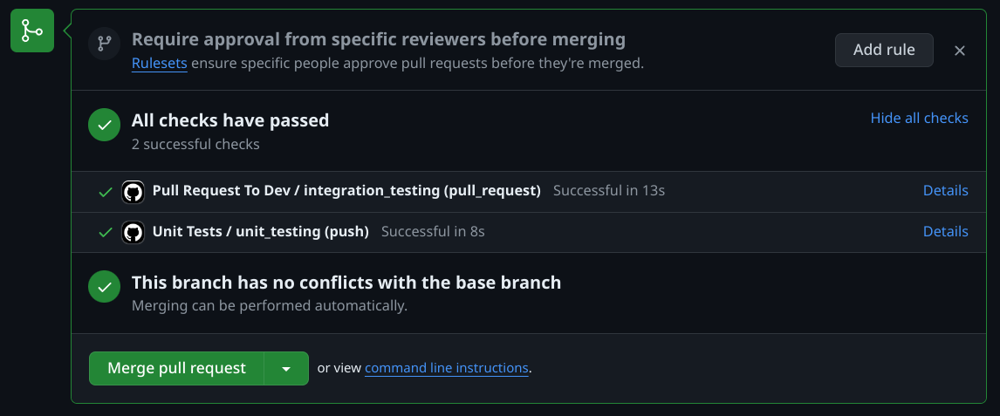 Require approval from specific reviewers before merging
Rulesets ensure specific people approve pull requests before they're merged.
Add rule
All checks have passed
2 successful checks
Hide all checks
Pull Request To Dev / integration_testing (pull_request) Successful in 13s Details
Unit Tests / unit_testing (push) Successful in 8s Details
This branch has no conflicts with the base branch
Merging can be performed automatically.
Merge pull request or view command line instructions.